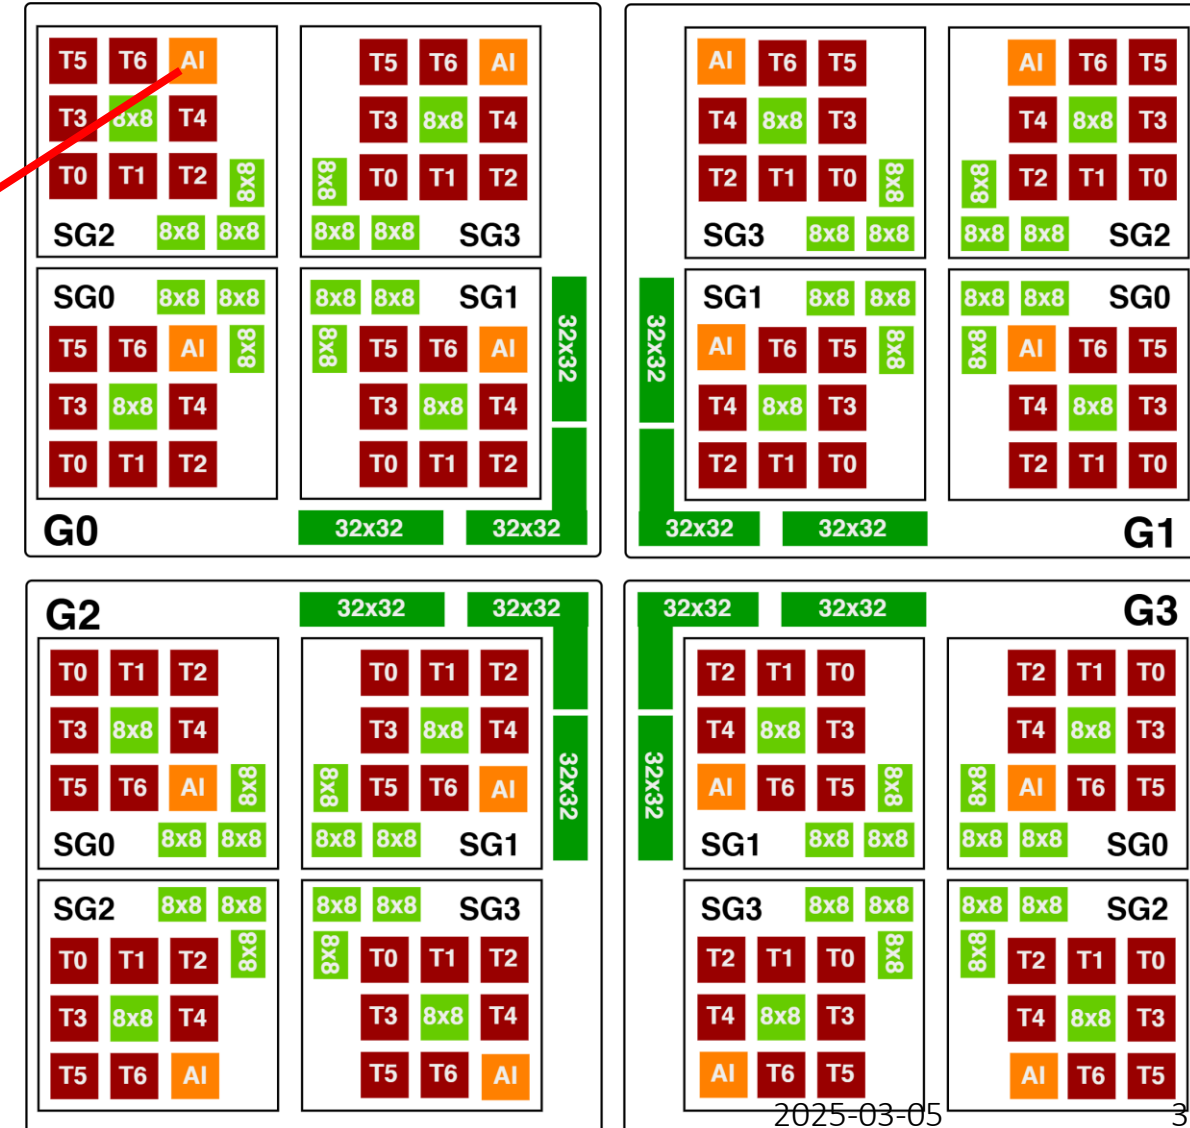 T5 T6 AI T5 T6 AI AI T6 T5 AI T6 T5
T3 8x8 T4 T3 8x8 T4 T4 8x8 T3 T4 8x8 T3
T0 T1 T2 8x8 8x8 T0 T1 T2 T2 T1 T0 8x8 8x8 T2 T1 T0
SG2 8x8 8x8 8x8 8x8 SG3 SG3 8x8 8x8 8x8 8x8 SG2
SG0 8x8 8x8 8x8 8x8 SG1 SG1 8x8 8x8 8x8 8x8 SG0
T5 T6 AI 8x8 8x8 T5 T6 AI 32x32 32x32 AI T6 T5 8x8 8x8 AI T6 T5
T3 8x8 T4 T3 8x8 T4 T4 8x8 T3 T4 8x8 T3
T0 T1 T2 T0 T1 T2 T2 T1 T0 T2 T1 T0
G0 32x32 32x32 32x32 32x32 G1
G2 32x32 32x32 32x32 32x32 G3
T0 T1 T2 T0 T1 T2 T2 T1 T0 T2 T1 T0
T3 8x8 T4 T3 8x8 T4 T4 8x8 T3 T4 8x8 T3
T5 T6 AI 8x8 8x8 T5 T6 AI 32x32 32x32 AI T6 T5 8x8 8x8 AI T6 T5
SG0 8x8 8x8 8x8 8x8 SG1 SG1 8x8 8x8 8x8 8x8 SG0
SG2 8x8 8x8 8x8 8x8 SG3 SG3 8x8 8x8 8x8 8x8 SG2
T0 T1 T2 8x8 8x8 T0 T1 T2 T2 T1 T0 8x8 8x8 T2 T1 T0
T3 8x8 T4 T3 8x8 T4 T4 8x8 T3 T4 8x8 T3
T5 T6 AI T5 T6 AI AI T6 T5 AI T6 T5
2025-03-05 3